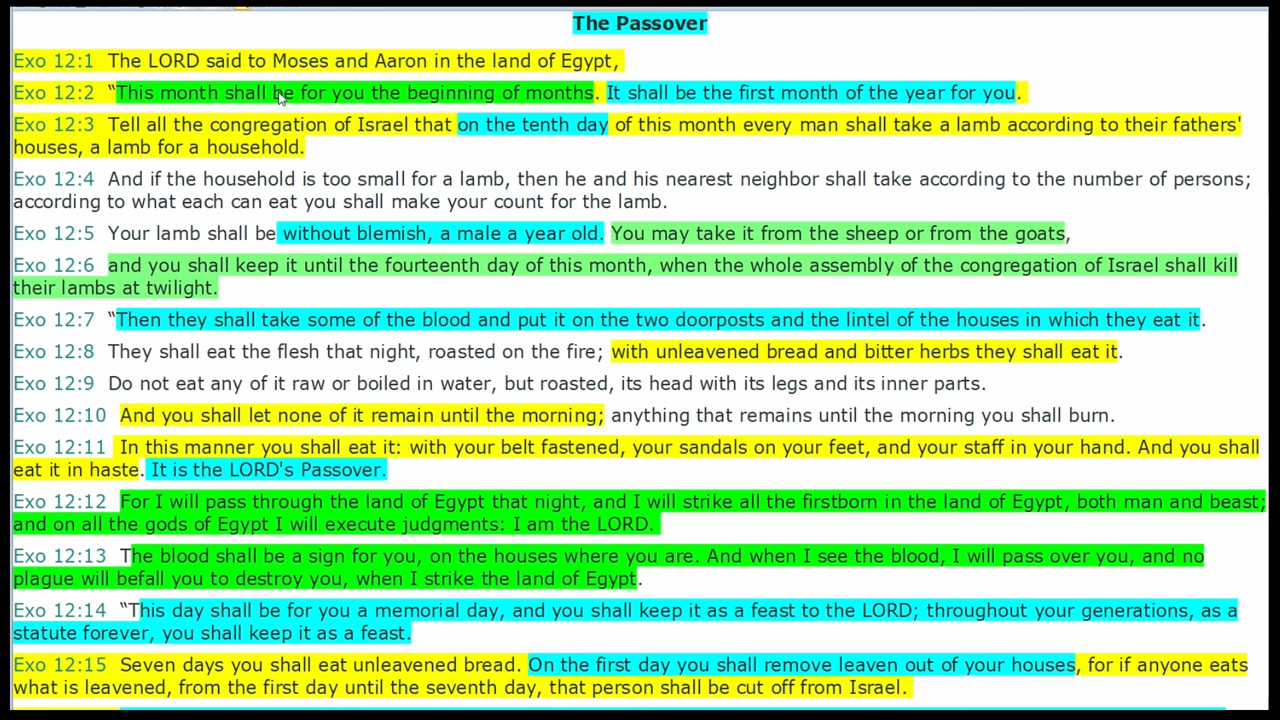 The Passover
Exo 12:1 The LORD said to Moses and Aaron in the land of Egypt,
Exo 12:2 “This month shall be for you the beginning of months. It shall be the first month of the year for you.
Exo 12:3 Tell all the congregation of Israel that on the tenth day of this month every man shall take a lamb according to their fathers'
houses, a lamb for a household.
Exo 12:4 And if the household is too small for a lamb, then he and his nearest neighbor shall take according to the number of persons;
according to what each can eat you shall make your count for the lamb.
Exo 12:5 Your lamb shall be without blemish, a male a year old. You may take it from the sheep or from the goats,
Exo 12:6 and you shall keep it until the fourteenth day of this month, when the whole assembly of the congregation of Israel shall kill
their lambs at twilight.
Exo 12:7 “Then they shall take some of the blood and put it on the two doorposts and the lintel of the houses in which they eat it.
Exo 12:8 They shall eat the flesh that night, roasted on the fire; with unleavened bread and bitter herbs they shall eat it.
Exo 12:9 Do not eat any of it raw or boiled in water, but roasted, its head with its legs and its inner parts.
Exo 12:10 And you shall let none of it remain until the morning; anything that remains until the morning you shall burn.
Exo 12:11 In this manner you shall eat it: with your belt fastened, your sandals on your feet, and your staff in your hand. And you shall
eat it in haste. It is the LORD's Passover.
Exo 12:12 For I will pass through the land of Egypt that night, and I will strike all the firstborn in the land of Egypt, both man and beast;
and on all the gods of Egypt I will execute judgments: I am the LORD.
Exo 12:13 The blood shall be a sign for you, on the houses where you are. And when I see the blood, I will pass over you, and no
plague will befall you to destroy you, when I strike the land of Egypt.
Exo 12:14 “This day shall be for you a memorial day, and you shall keep it as a feast to the LORD; throughout your generations, as a
statute forever, you shall keep it as a feast.
Exo 12:15 Seven days you shall eat unleavened bread. On the first day you shall remove leaven out of your houses, for if anyone eats
what is leavened, from the first day until the seventh day, that person shall be cut off from Israel.